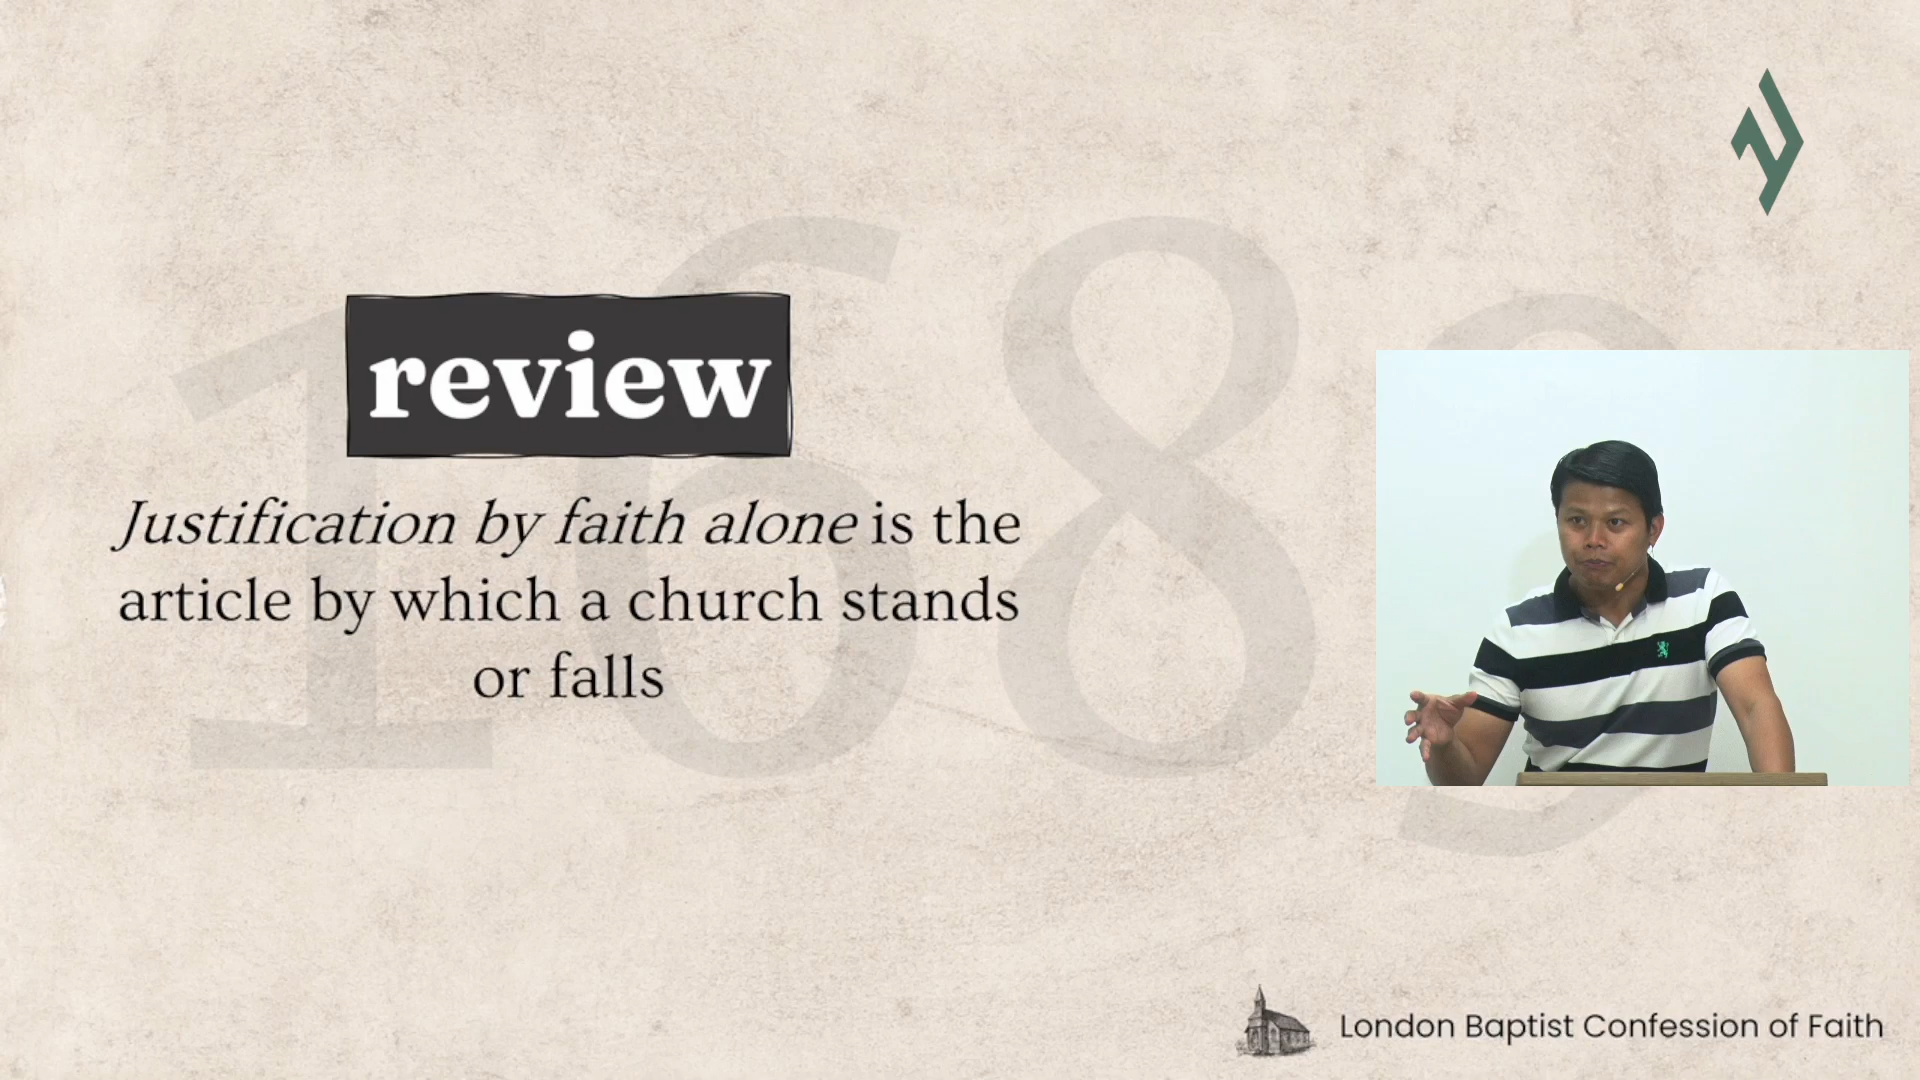 1689
review
Justification by faith alone is the
article by which a church stands
or falls
London Baptist Confession of Faith